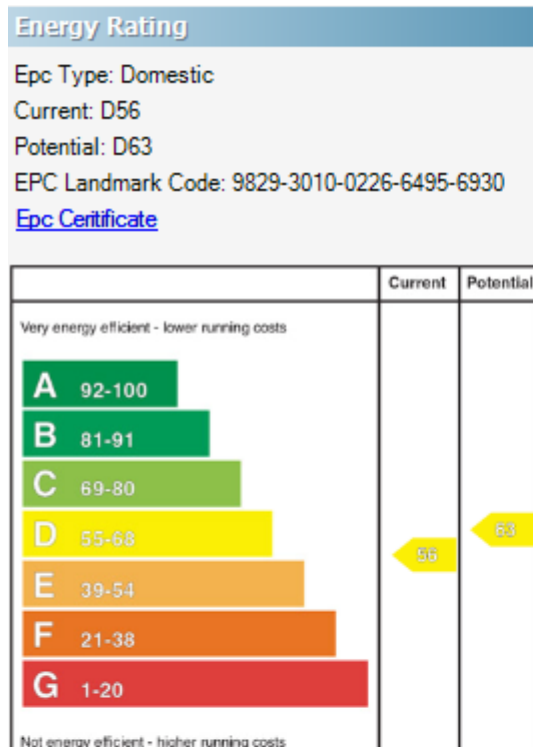 Energy Rating
Epc Type: Domestic
Current: D56
Potential: D63
EPC Landmark Code: 9829-3010-0226-6495-6930
Epc Ceritificate
Current Potential
Very energy efficient - lower running costs
A 92-100
B 81-91
C 69-80
D 55-68
63
56
E 39-54
F 21-38
G 1-20
Not energy efficient - higher running costs